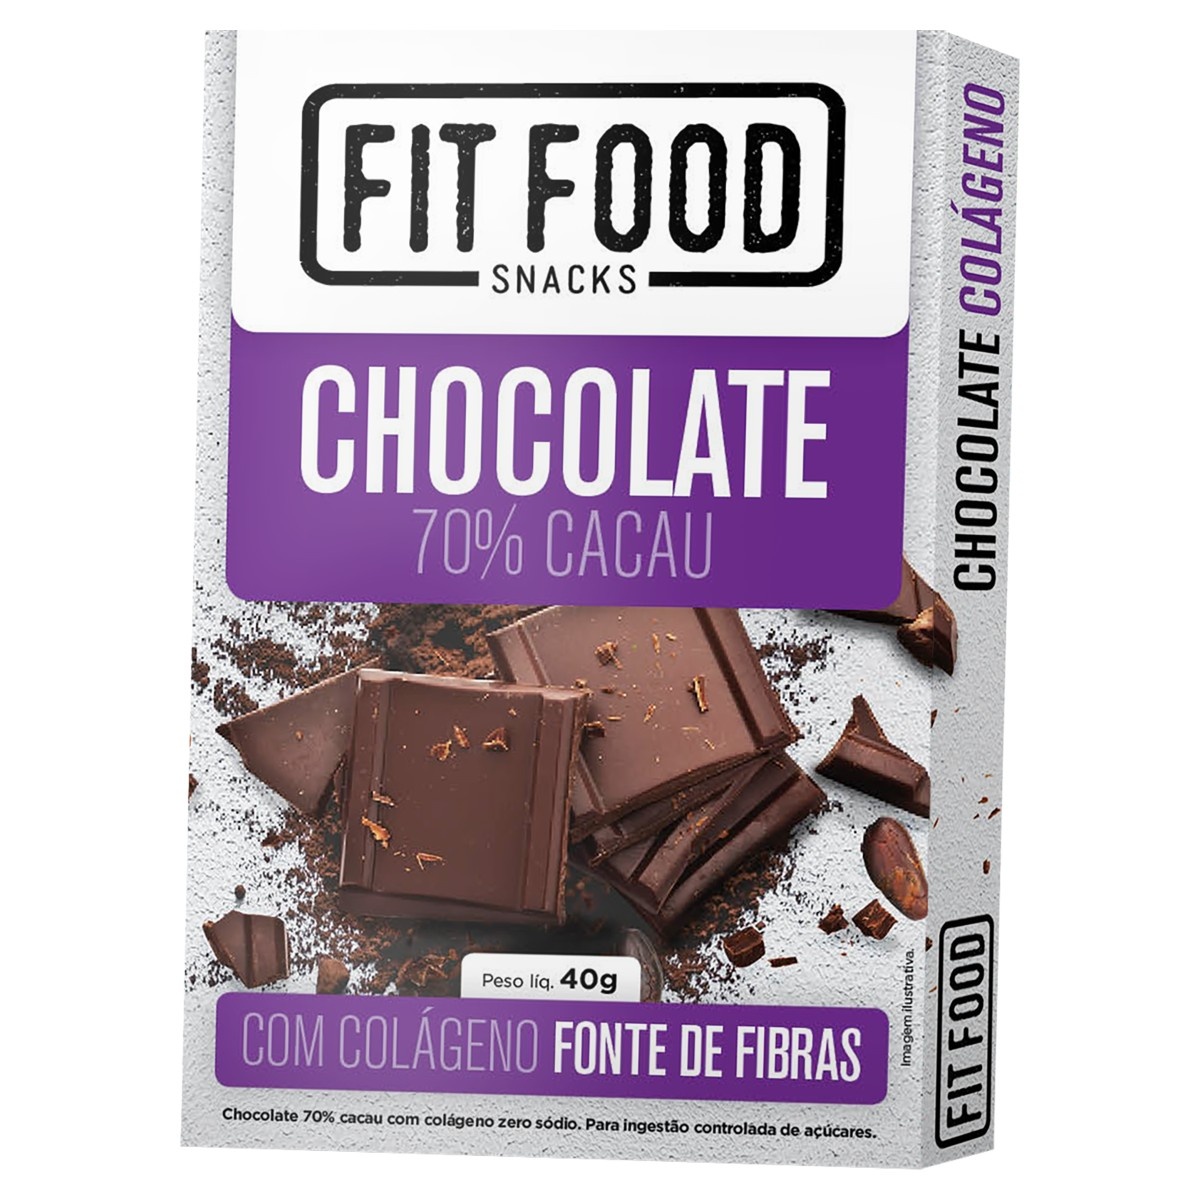 FIT FOOD
SNACKS
CHOCOLATE
70% CACAU
Peso líq. 40g
COM COLÁGENO FONTE DE FIBRAS
Chocolate 70% cacau com colágeno zero sódio. Para ingestão controlada de açúcares.
Imagem ilustrativa.
CHOCOLATE COLÁGENO
FIT FOOD